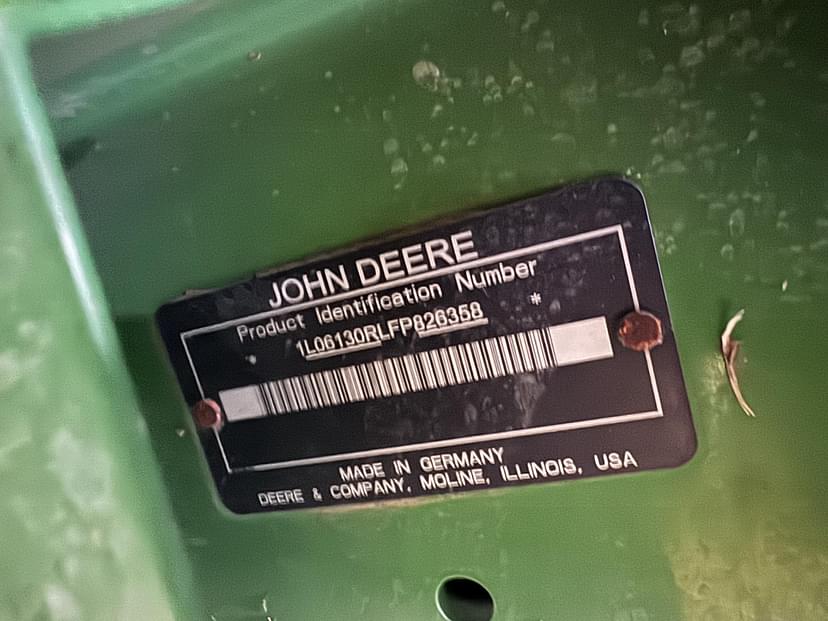 JOHN DEERE
Product Identification Number
* 1L06130RLFP826358 *
MADE IN GERMANY
DEERE & COMPANY, MOLINE, ILLINOIS, USA